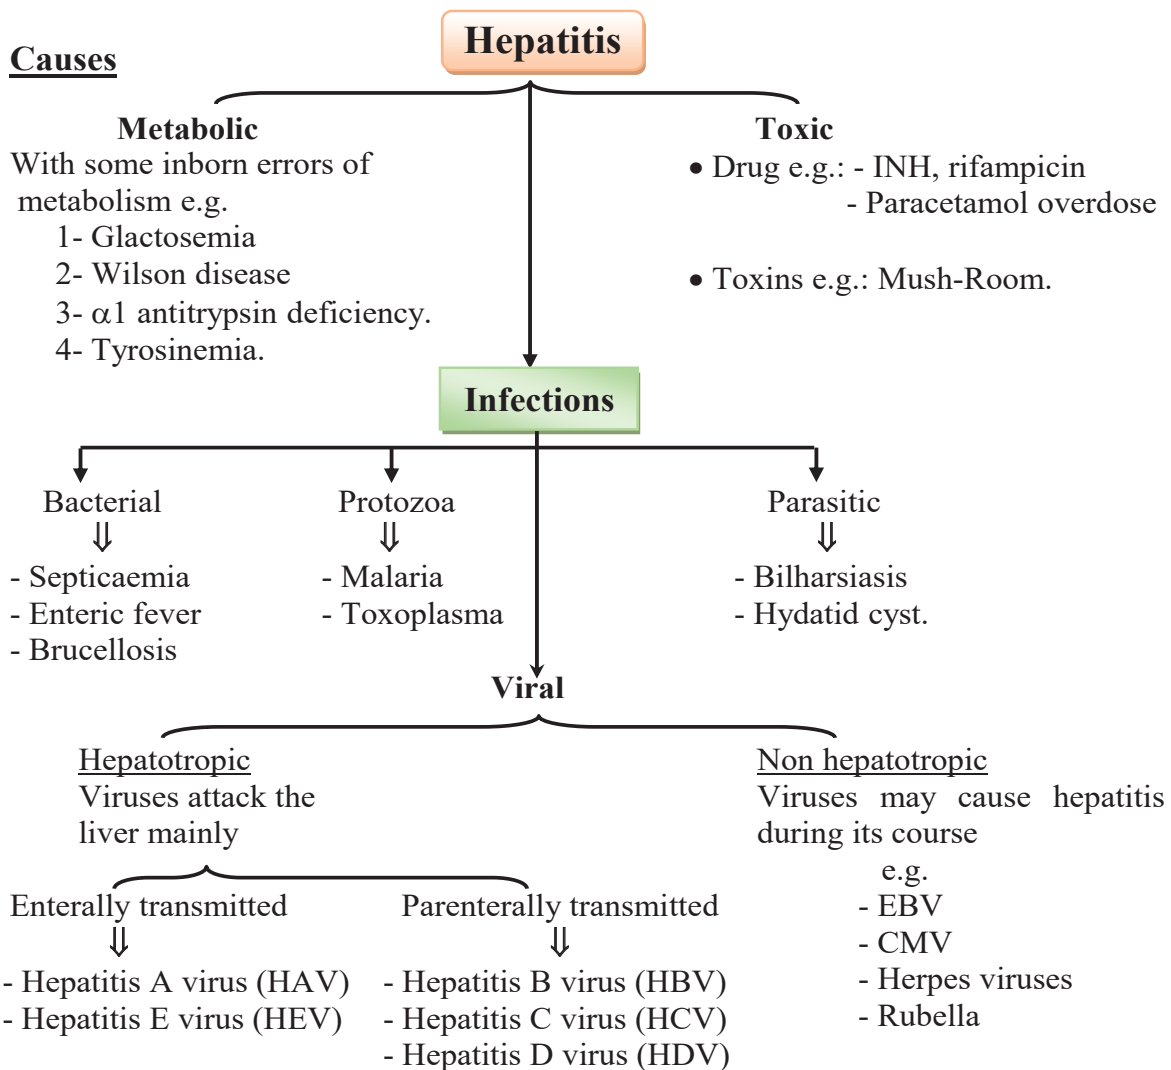 Hepatitis
Causes
Metabolic
With some inborn errors of
metabolism e.g.
1- Glactosemia
2- Wilson disease
3- α1 antitrypsin deficiency.
4- Tyrosinemia.
Toxic
• Drug e.g.: - INH, rifampicin
- Paracetamol overdose
• Toxins e.g.: Mush-Room.
Infections
Bacterial
⇓
- Septicaemia
- Enteric fever
- Brucellosis
Protozoa
⇓
- Malaria
- Toxoplasma
Parasitic
⇓
- Bilharsiasis
- Hydatid cyst.
Viral
Hepatotropic
Viruses attack the
liver mainly
Enterally transmitted
⇓
- Hepatitis A virus (HAV)
- Hepatitis E virus (HEV)
Parenterally transmitted
⇓
- Hepatitis B virus (HBV)
- Hepatitis C virus (HCV)
- Hepatitis D virus (HDV)
Non hepatotropic
Viruses may cause hepatitis
during its course
e.g.
- EBV
- CMV
- Herpes viruses
- Rubella